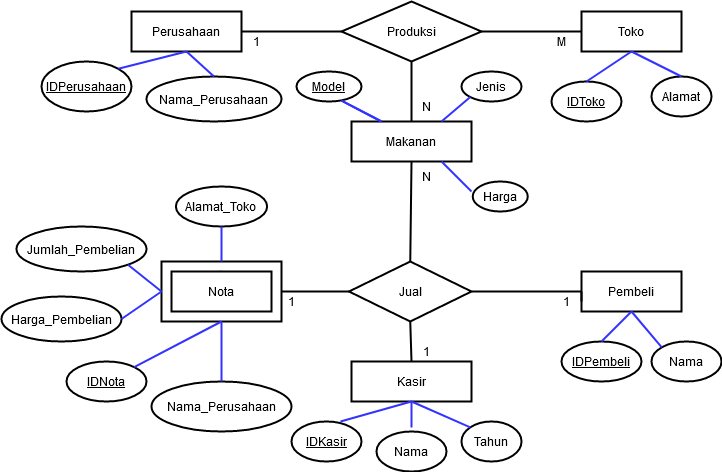 Perusahaan
Produksi
Toko
1
M
IDPerusahaan
Nama_Perusahaan
Model
Jenis
N
IDToko
Alamat
Makanan
N
Harga
Alamat_Toko
Jumlah_Pembelian
Nota
1
Jual
1
Pembeli
Harga_Pembelian
1
IDPembeli
Nama
IDNota
Kasir
Nama_Perusahaan
IDKasir
Nama
Tahun